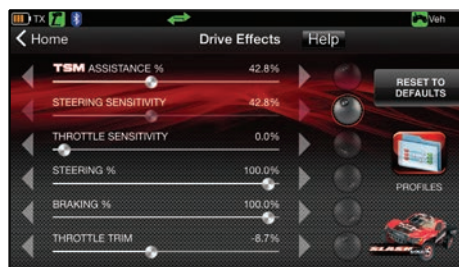 TX Veh
Home Drive Effects Help
TSM ASSISTANCE % 42.8%
RESET TO
DEFAULTS
STEERING SENSITIVITY 42.8%
THROTTLE SENSITIVITY 0.0%
STEERING % 100.0%
PROFILES
BRAKING % 100.0%
THROTTLE TRIM -8.7%
SLASH